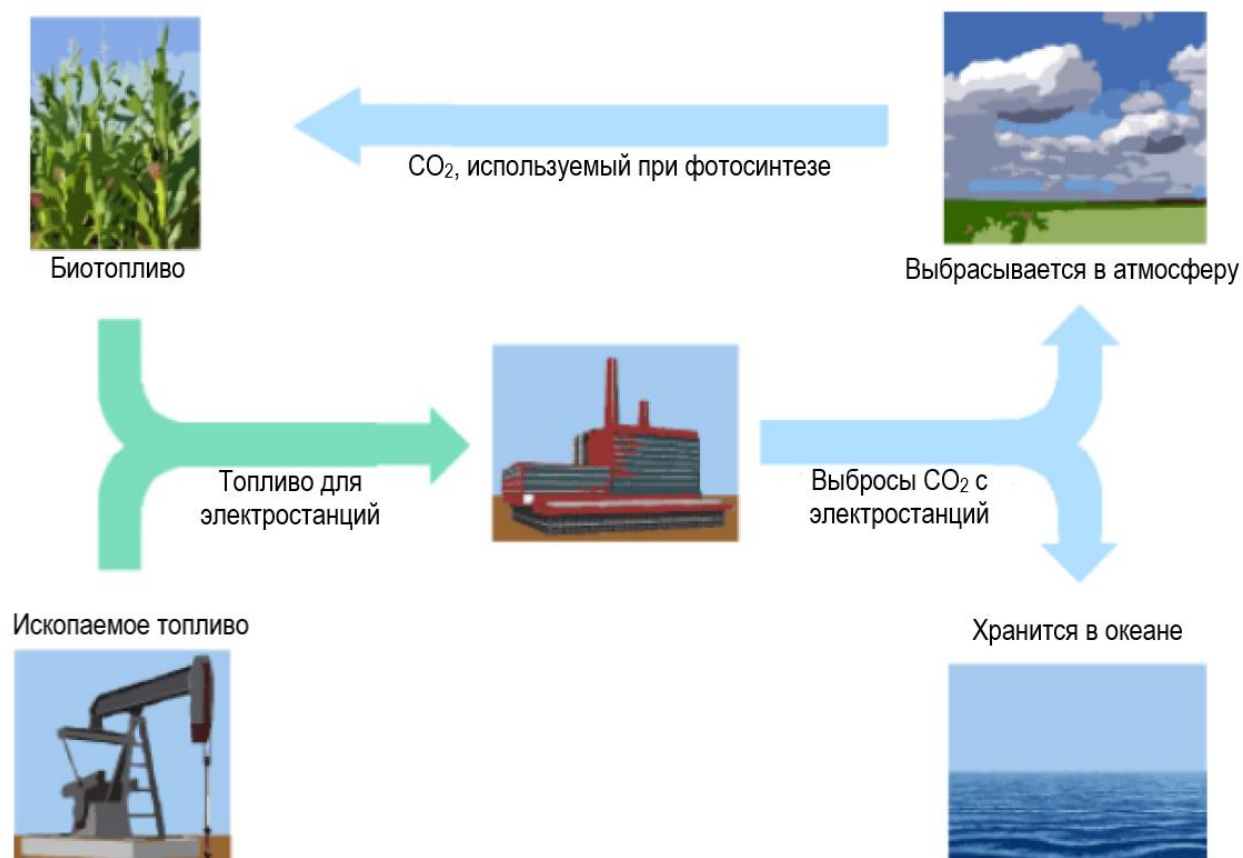 CO₂, используемый при фотосинтезе
Биотопливо
Выбрасывается в атмосферу
Топливо для
электростанций
Выбросы CO₂ с
электростанций
Ископаемое топливо
Хранится в океане